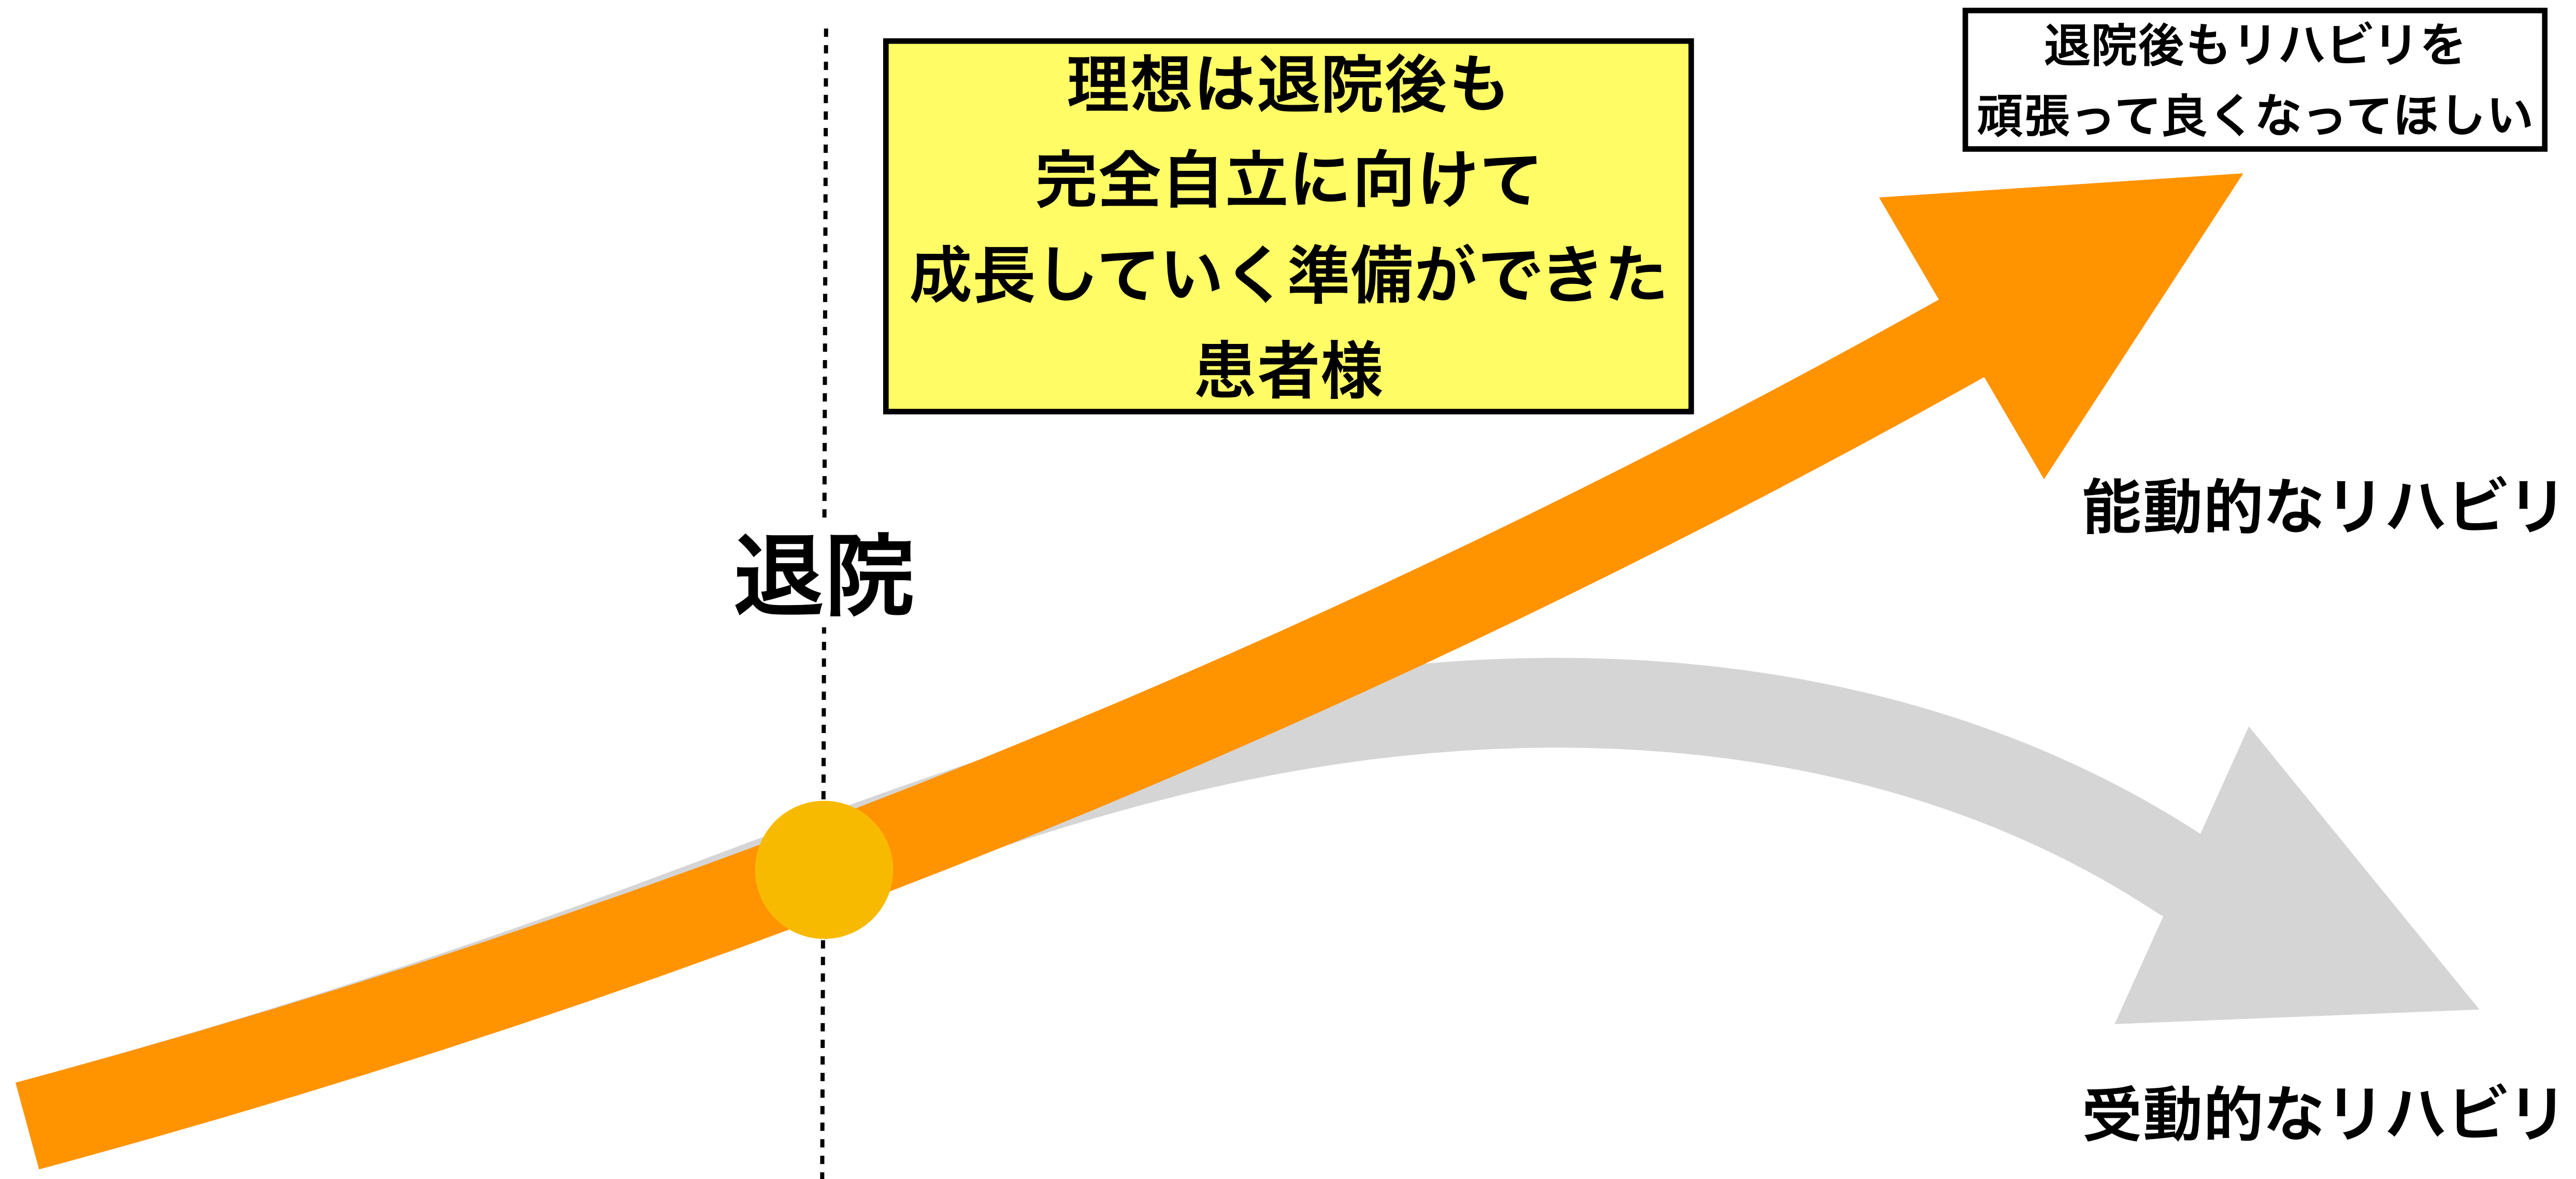 退院後もリハビリを
頑張って良くなってほしい
理想は退院後も
完全自立に向けて
成長していく準備ができた
患者様
能動的なリハビリ
退院
受動的なリハビリ